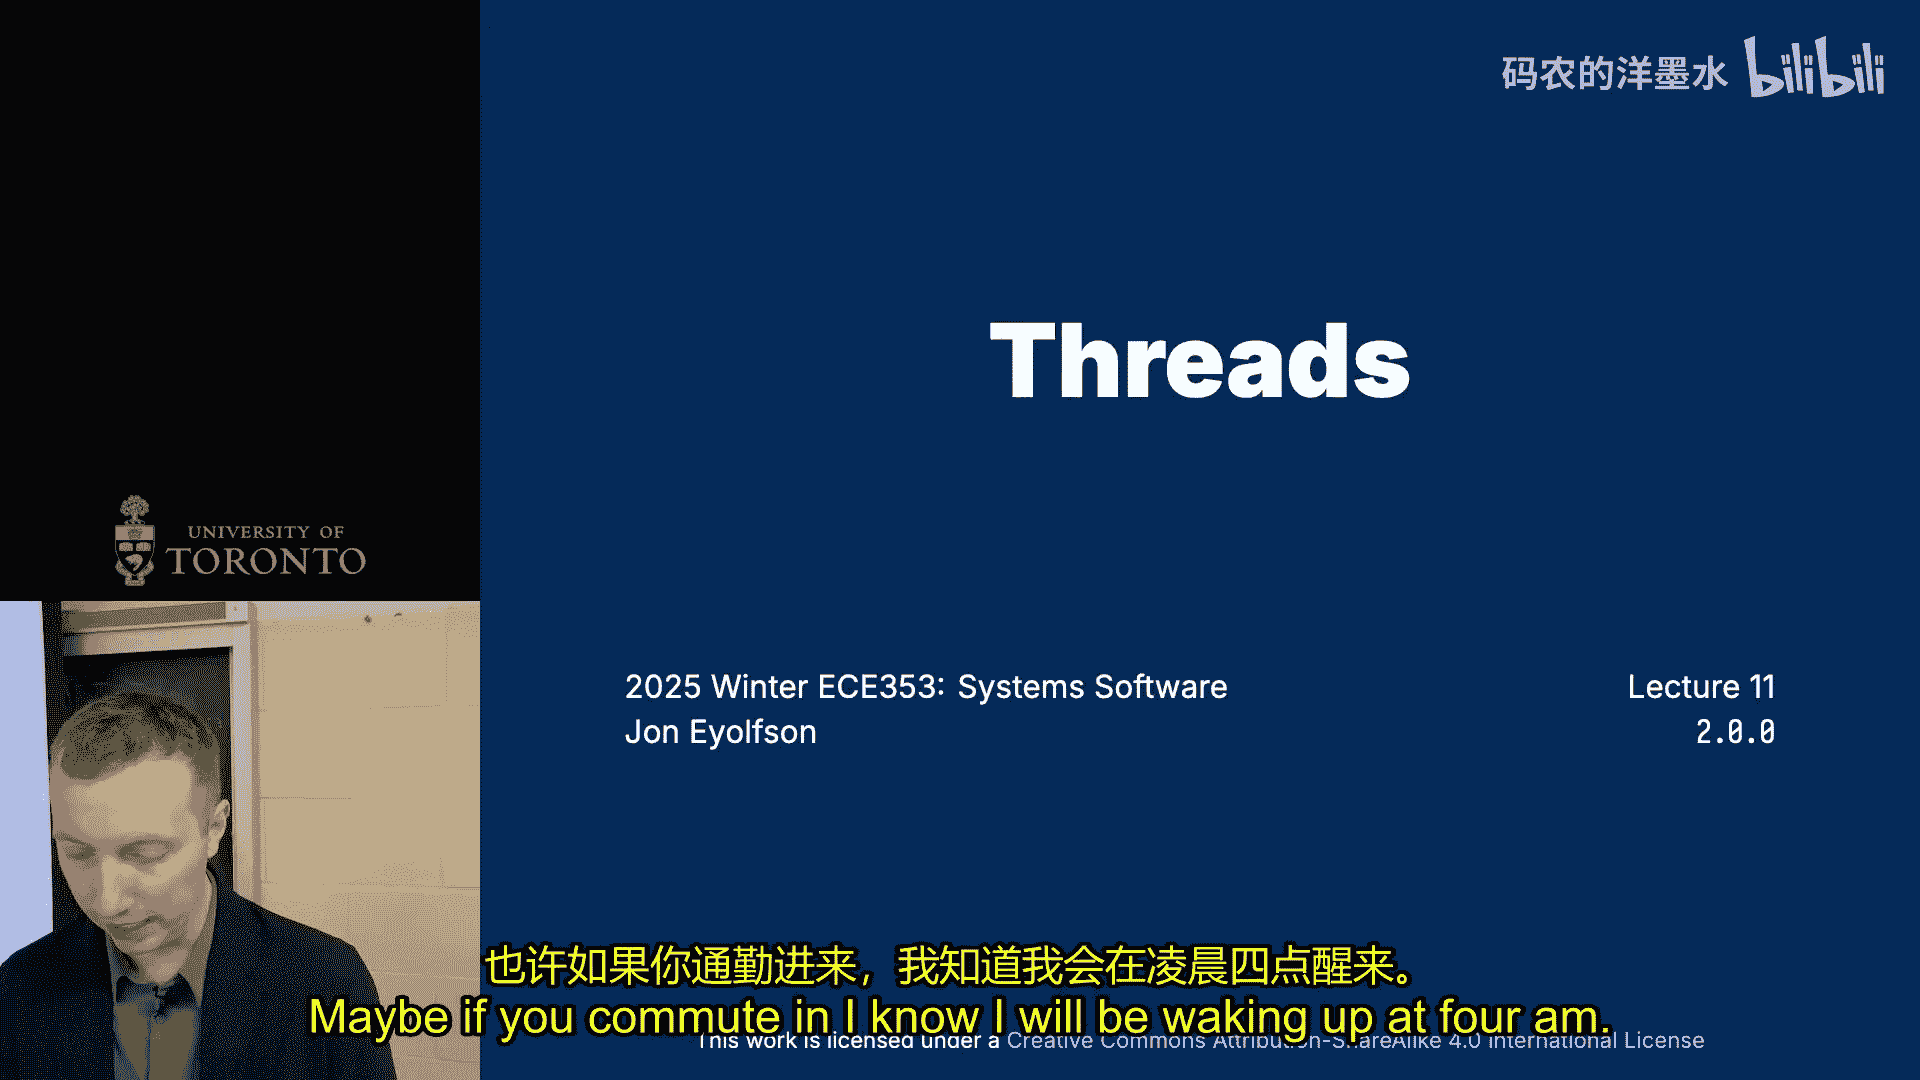 码农的洋墨水 bilibili
UNIVERSITY OF
TORONTO
Threads
2025 Winter ECE353: Systems Software
Jon Eyolfson
Lecture 11
2.0.0
也许如果你通勤进来，我知道我会在凌晨四点醒来。
Maybe if you commute in I know I will be waking up at four am.
This work is licensed under a Creative Commons Attribution-ShareAlike 4.0 International License